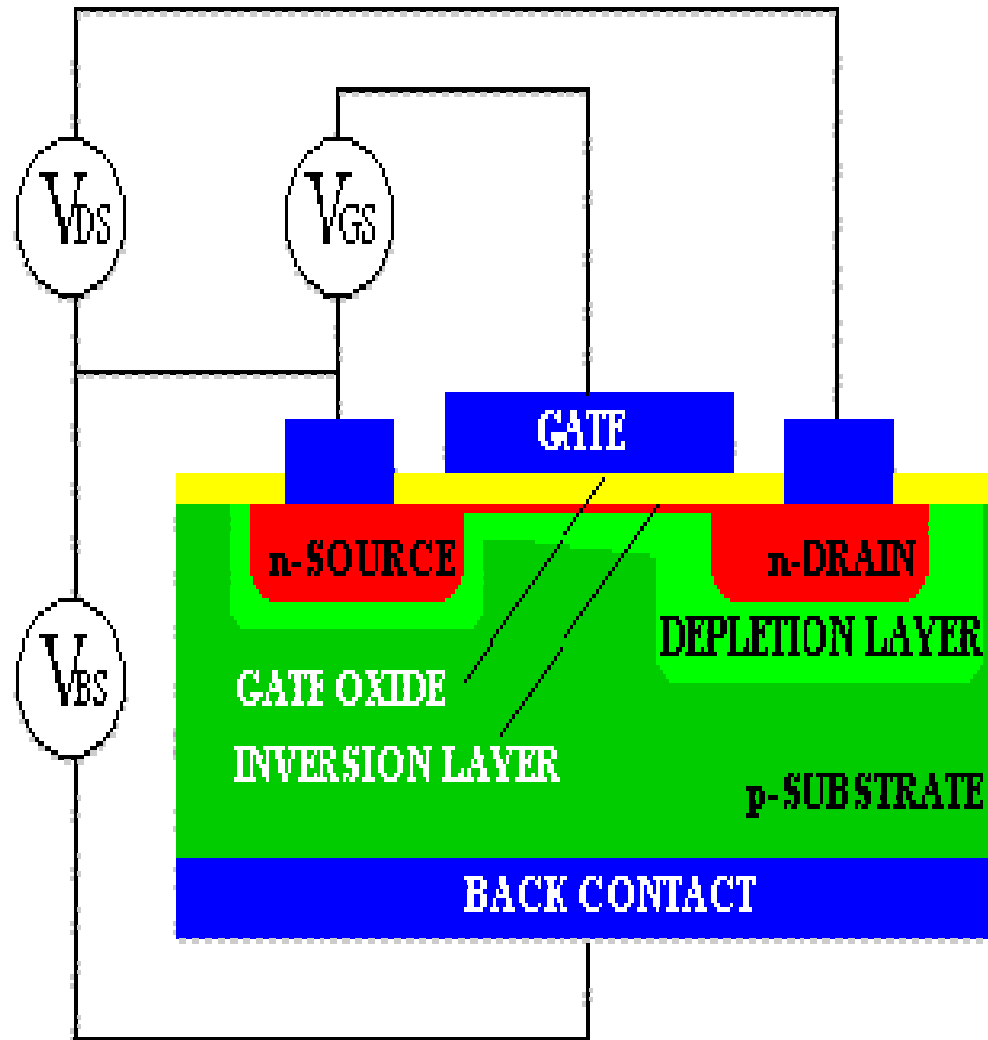 VDS
VGS
GATE
n-SOURCE
n-DRAIN
DEPLETION LAYER
VBS
GATE OXIDE
INVERSION LAYER
p-SUBSTRATE
BACK CONTACT